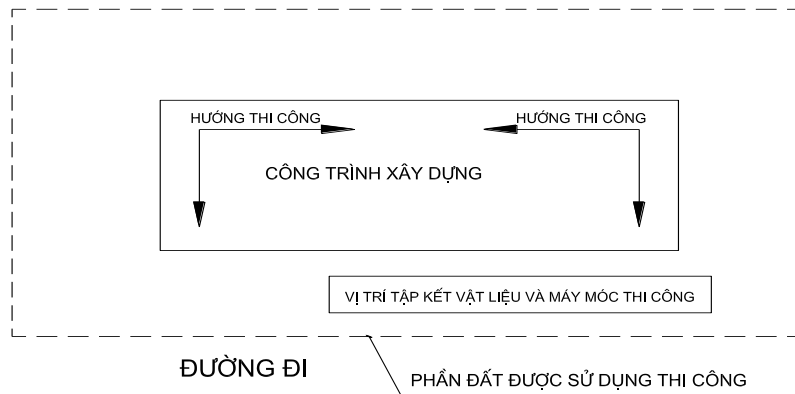 HƯỚNG THI CÔNG
HƯỚNG THI CÔNG
CÔNG TRÌNH XÂY DỰNG
VỊ TRÍ TẬP KẾT VẬT LIỆU VÀ MÁY MÓC THI CÔNG
ĐƯỜNG ĐI
PHẦN ĐẤT ĐƯỢC SỬ DỤNG THI CÔNG